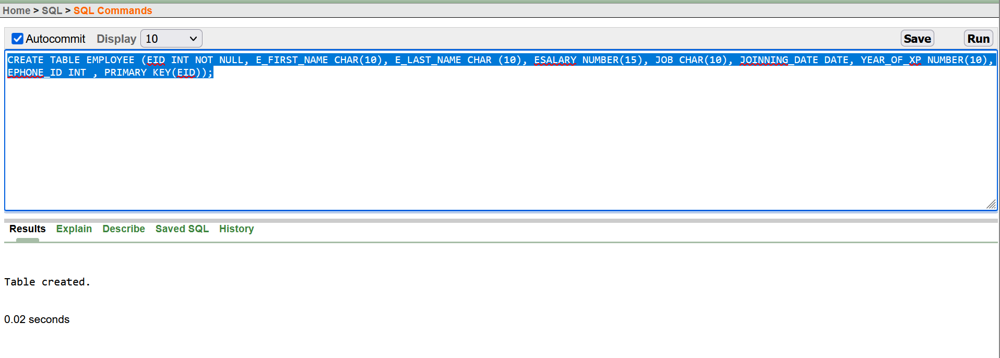 Home > SQL > SQL Commands
Autocommit Display 10 Save Run
CREATE TABLE EMPLOYEE (EID INT NOT NULL, E_FIRST_NAME CHAR(10), E_LAST_NAME CHAR (10), ESALARY NUMBER(15), JOB CHAR(10), JOINNING_DATE DATE, YEAR_OF_XP NUMBER(10),
EPHONE_ID INT , PRIMARY KEY(EID));
Results Explain Describe Saved SQL History
Table created.
0.02 seconds